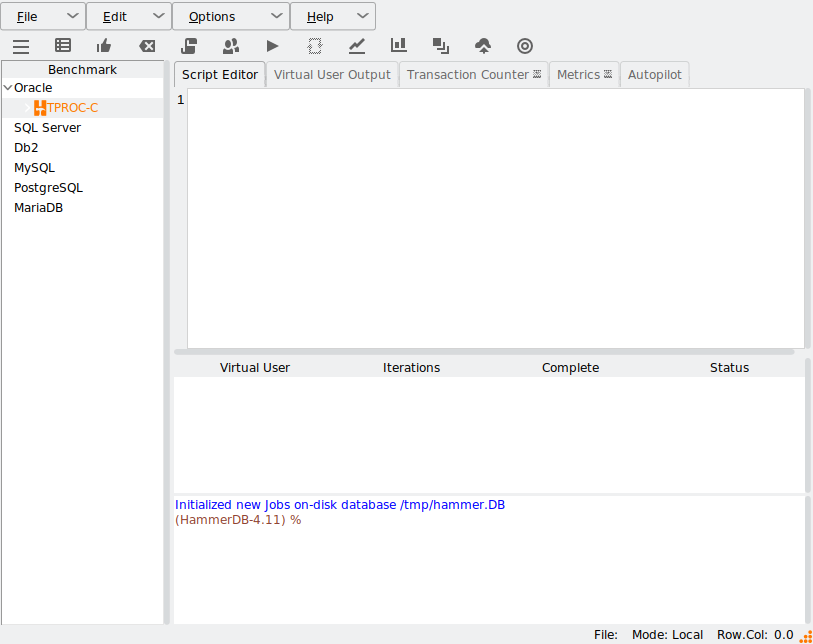 File Edit Options Help
Benchmark
Script Editor Virtual User Output Transaction Counter Metrics Autopilot
Oracle
TPROC-C
SQL Server
Db2
MySQL
PostgreSQL
MariaDB
1
Virtual User Iterations Complete Status
Initialized new Jobs on-disk database /tmp/hammer.DB
(HammerDB-4.11) %
File: Mode: Local Row.Col: 0.0